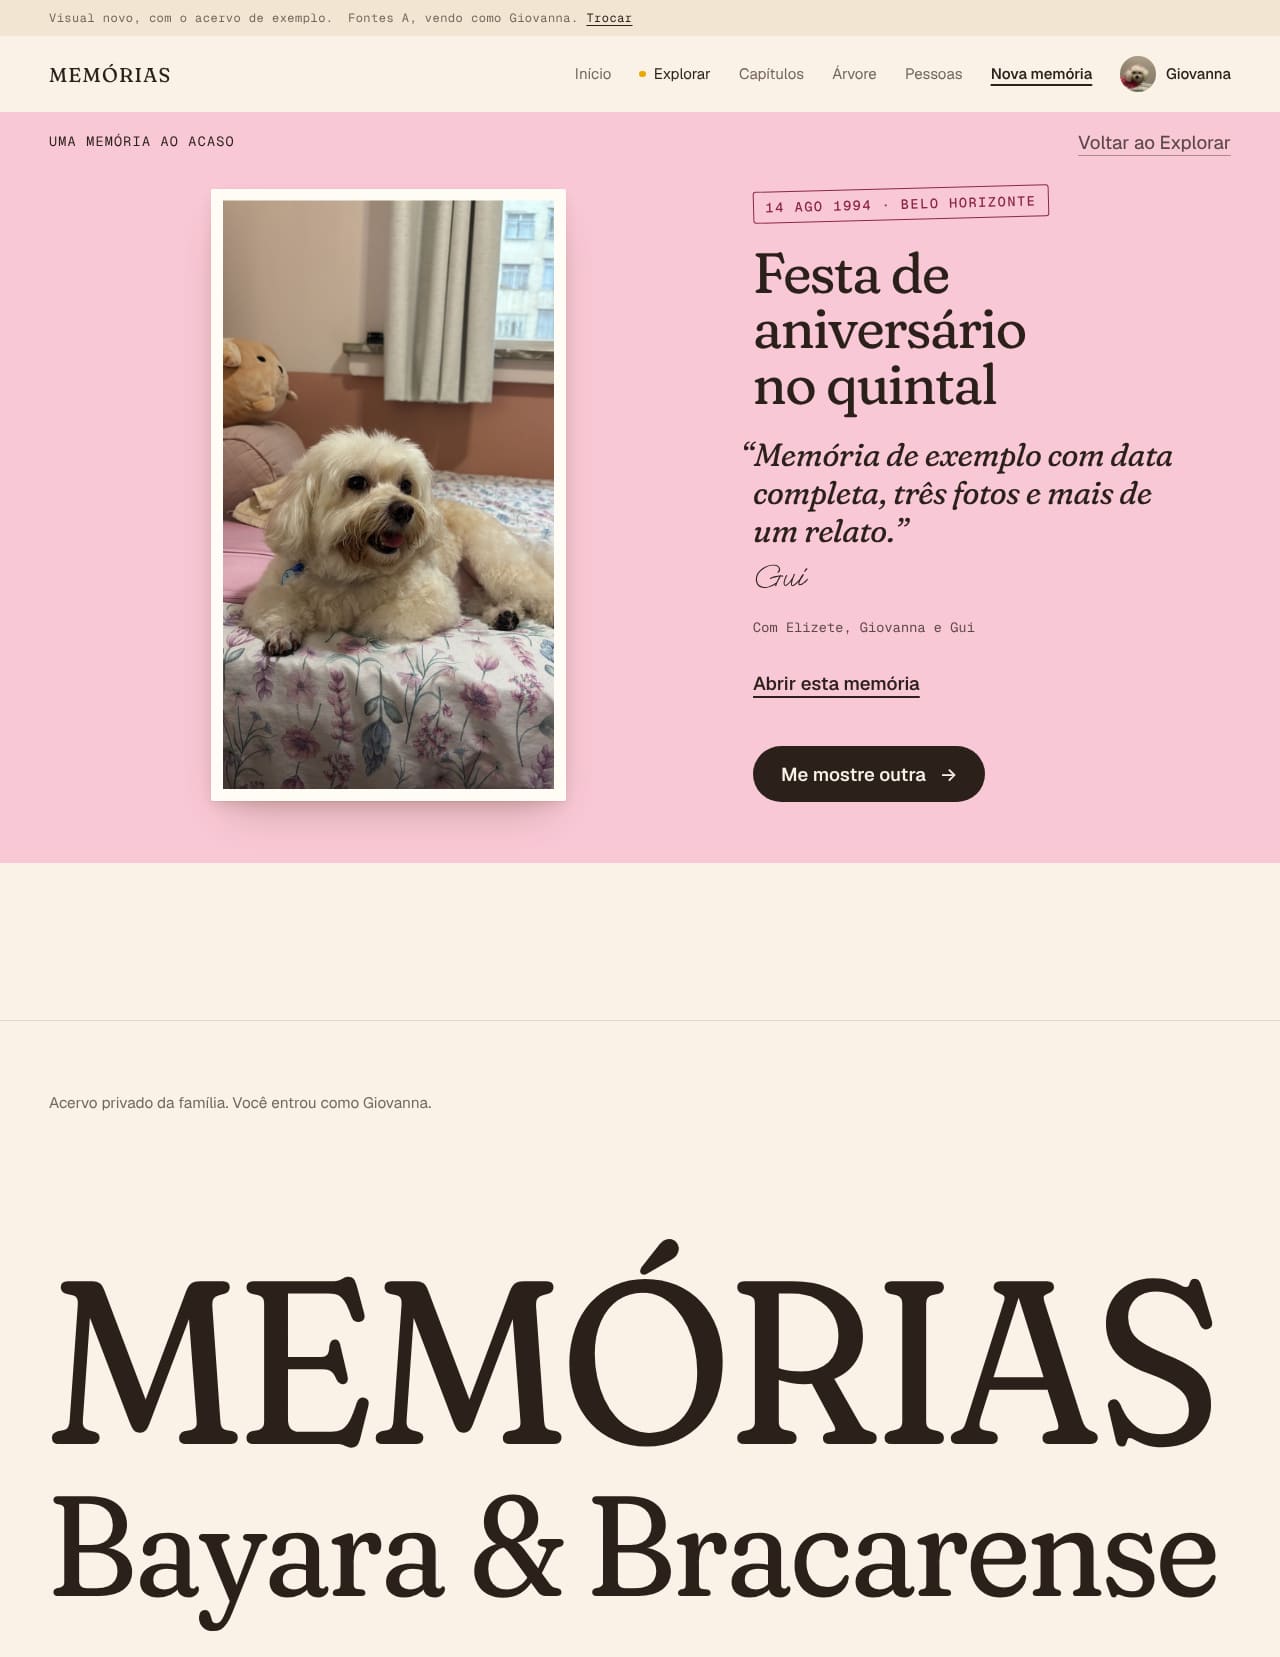 Visual novo, com o acervo de exemplo. Fontes A, vendo como Giovanna. Trocar
MEMÓRIAS
Início
Explorar
Capítulos
Árvore
Pessoas
Nova memória
Giovanna
UMA MEMÓRIA AO ACASO
Voltar ao Explorar
14 AGO 1994 · BELO HORIZONTE
Festa de
aniversário
no quintal
“Memória de exemplo com data
completa, três fotos e mais de
um relato.”
Gui
Com Elizete, Giovanna e Gui
Abrir esta memória
Me mostre outra →
Acervo privado da família. Você entrou como Giovanna.
MEMÓRIAS
Bayara & Bracarense